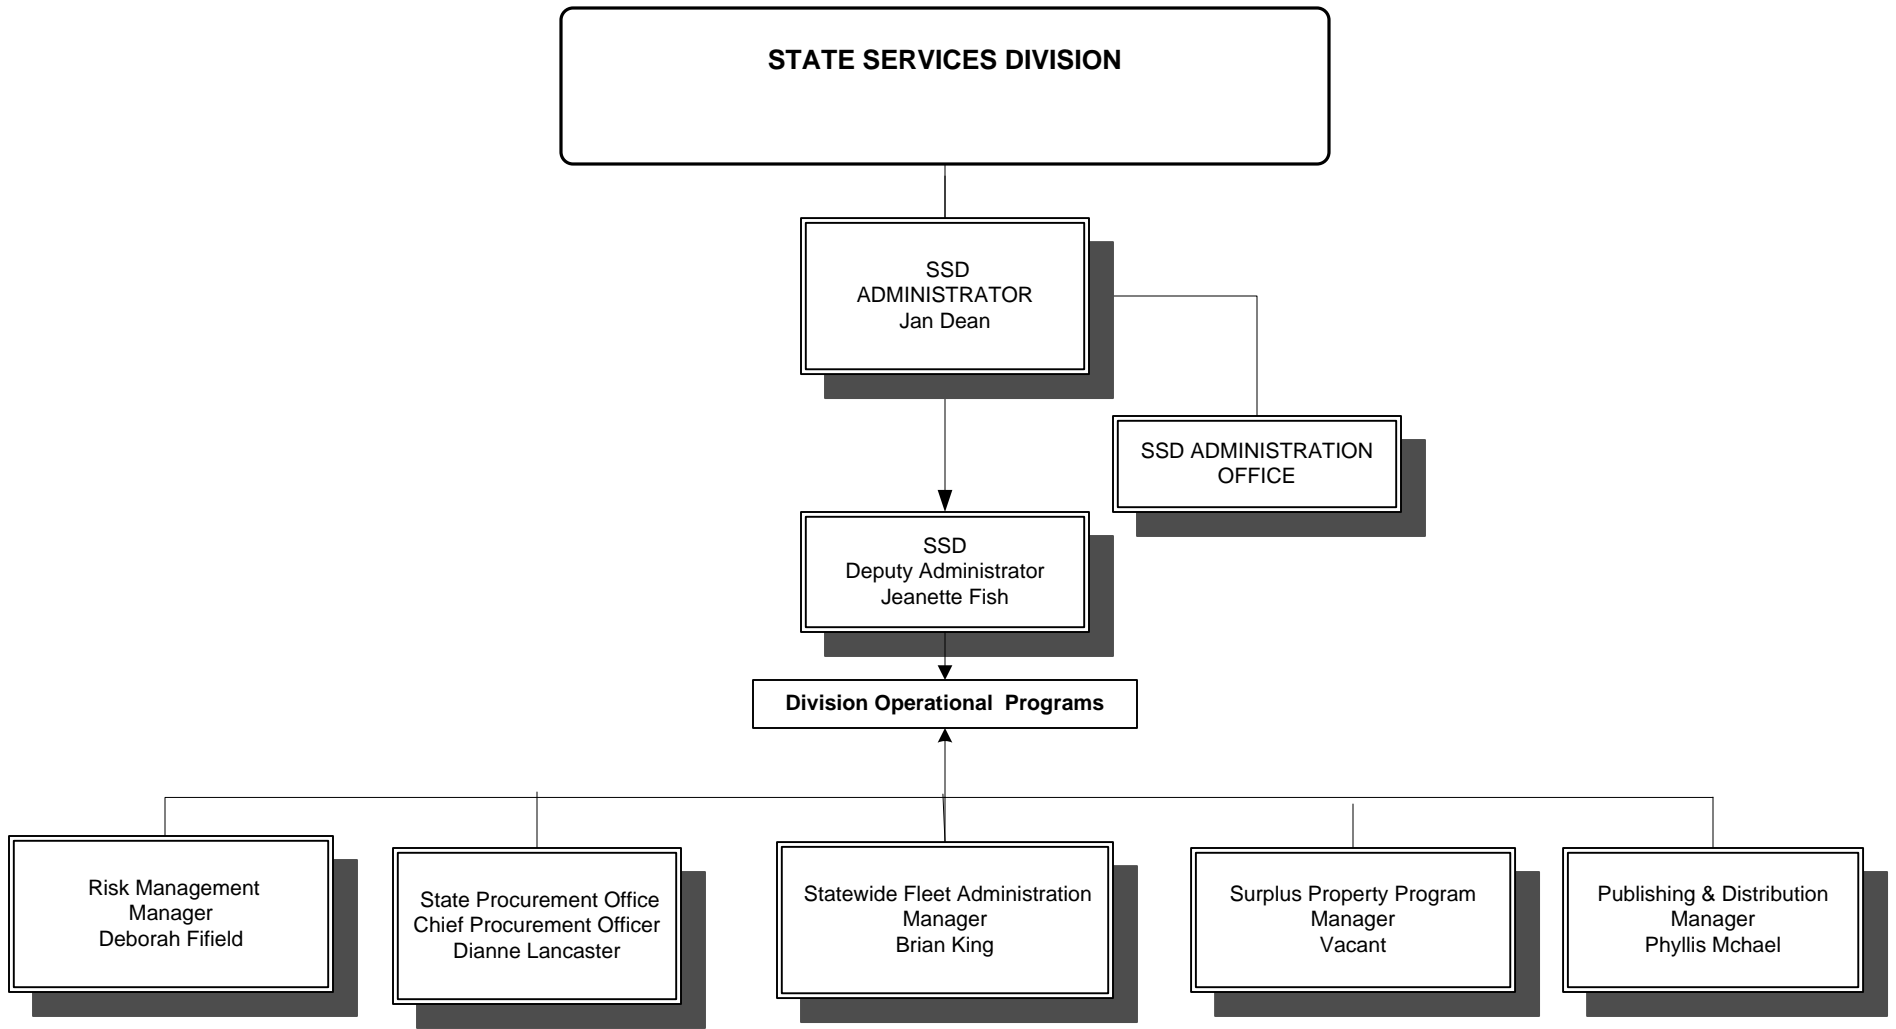 STATE SERVICES DIVISION
SSD
ADMINISTRATOR
Jan Dean
SSD ADMINISTRATION
OFFICE
SSD
Deputy Administrator
Jeanette Fish
Division Operational  Programs
Risk Management
Manager
Deborah Fifield
State Procurement Office
Chief Procurement Officer
Dianne Lancaster
Statewide Fleet Administration
Manager
Brian King
Surplus Property Program
Manager
Vacant
Publishing & Distribution
Manager
Phyllis Mchael